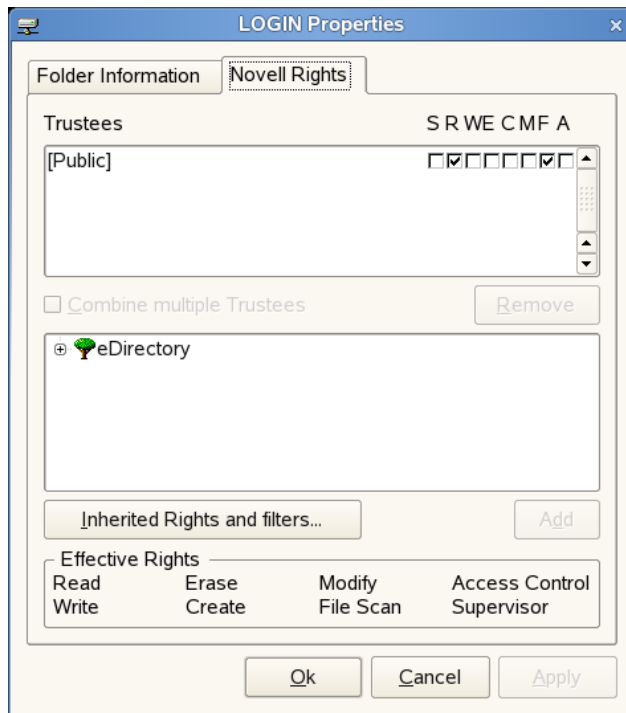 LOGIN Properties
Folder Information Novell Rights
Trustees S R W E C M F A
[Public]
Combine multiple Trustees Remove
eDirectory
Inherited Rights and filters... Add
Effective Rights
Read Erase Modify Access Control
Write Create File Scan Supervisor
Ok Cancel Apply